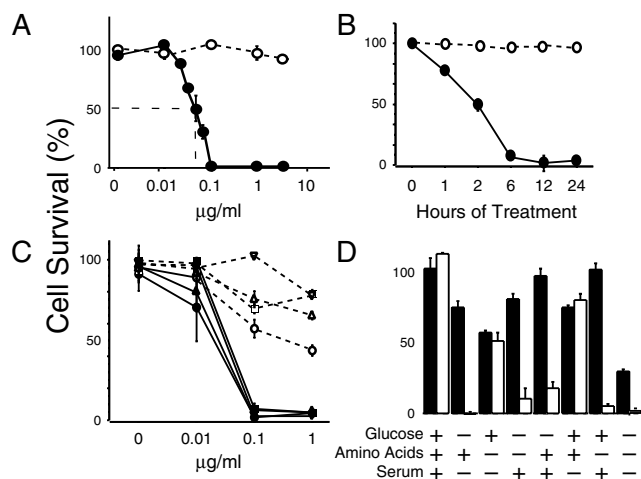 A
B
Cell Survival (%)
100
50
0
0 0.01 0.1 1 10
μg/ml
100
50
0
0 1 2 6 12 24
Hours of Treatment
C
D
100
50
0
0 0.01 0.1 1
μg/ml
100
50
0
Glucose + − + − − + + −
Amino Acids + + − − + + − −
Serum + − − + + − + −